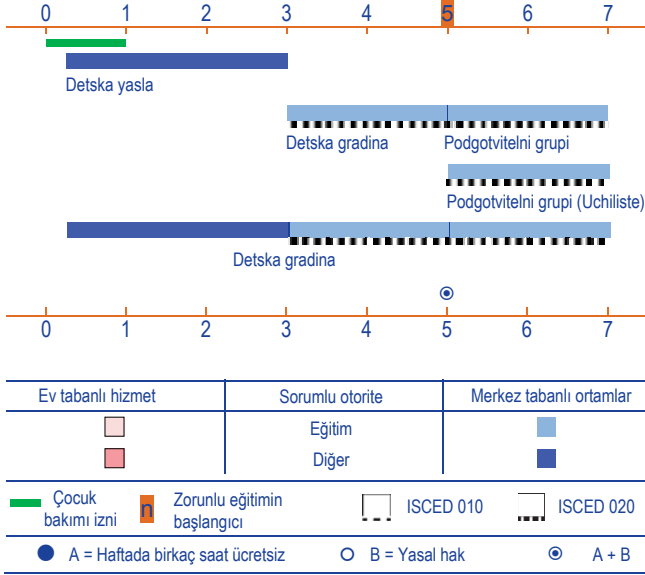 0 1 2 3 4 5 6 7
Detska yasla
Detska gradina Podgotvitelni grupi
Podgotvitelni grupi (Uchiliste)
Detska gradina
0 1 2 3 4 5 6 7
Ev tabanlı hizmet Sorumlu otorite Merkez tabanlı ortamlar
Eğitim
Diğer
Çocuk bakımı izni
n Zorunlu eğitimin başlangıcı
ISCED 010 ISCED 020
A = Haftada birkaç saat ücretsiz B = Yasal hak A + B